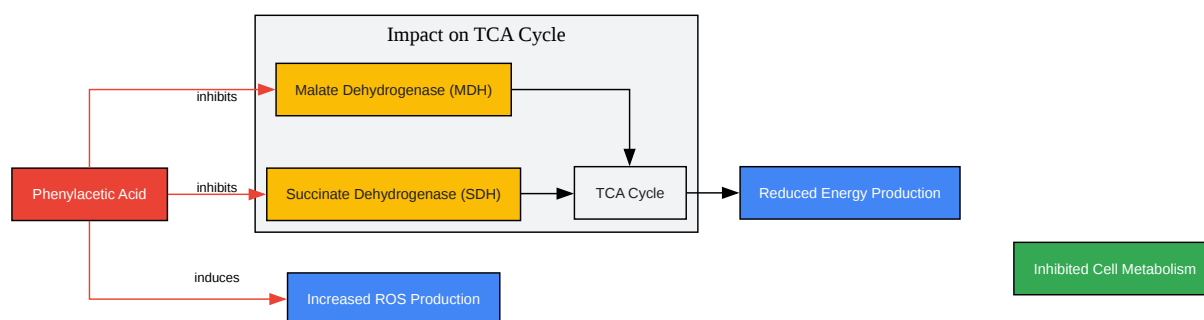 Impact on TCA Cycle
Malate Dehydrogenase (MDH)
inhibits
Phenylacetic Acid
inhibits
Succinate Dehydrogenase (SDH)
TCA Cycle
Reduced Energy Production
Inhibited Cell Metabolism
induces
Increased ROS Production